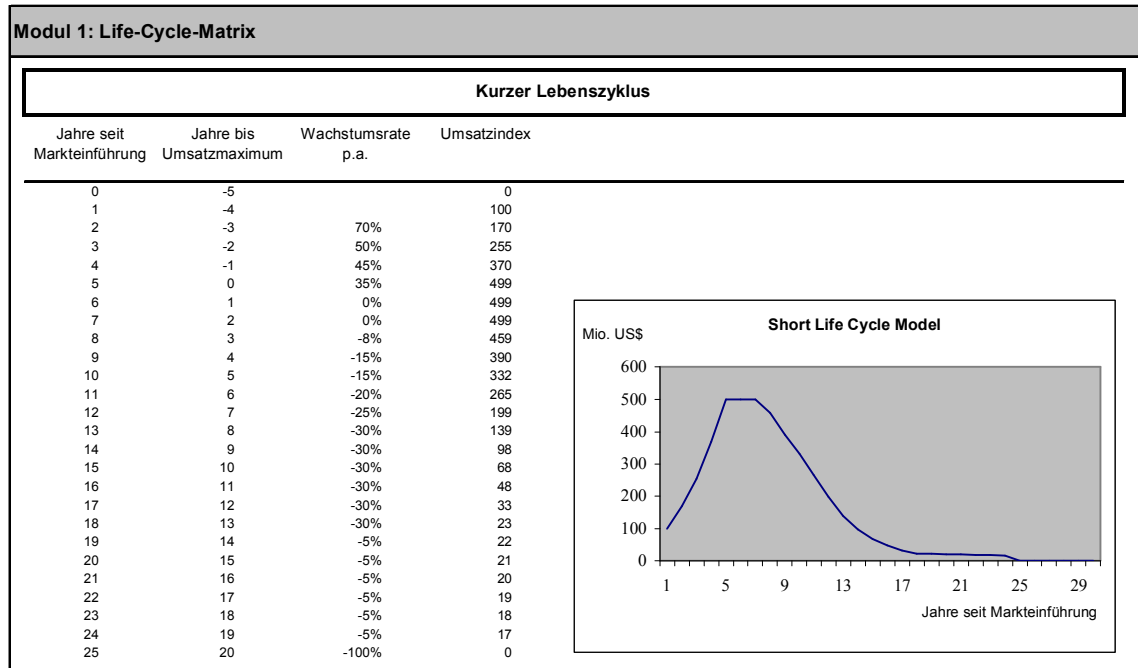 Modul 1: Life-Cycle-Matrix
Kurzer Lebenszyklus
Jahre seit Jahre bis Wachstumsrate Umsatzindex
Markteinführung Umsatzmaximum p.a.
0 -5 0
1 -4 100
2 -3 70% 170
3 -2 50% 255
4 -1 45% 370
5 0 35% 499
6 1 0% 499
7 2 0% 499
8 3 -8% 459
9 4 -15% 390
10 5 -15% 332
11 6 -20% 265
12 7 -25% 199
13 8 -30% 139
14 9 -30% 98
15 10 -30% 68
16 11 -30% 48
17 12 -30% 33
18 13 -30% 23
19 14 -5% 22
20 15 -5% 21
21 16 -5% 20
22 17 -5% 19
23 18 -5% 18
24 19 -5% 17
25 20 -100% 0
Short Life Cycle Model
Mio. US$
600
500
400
300
200
100
0
1 5 9 13 17 21 25 29
Jahre seit Markteinführung